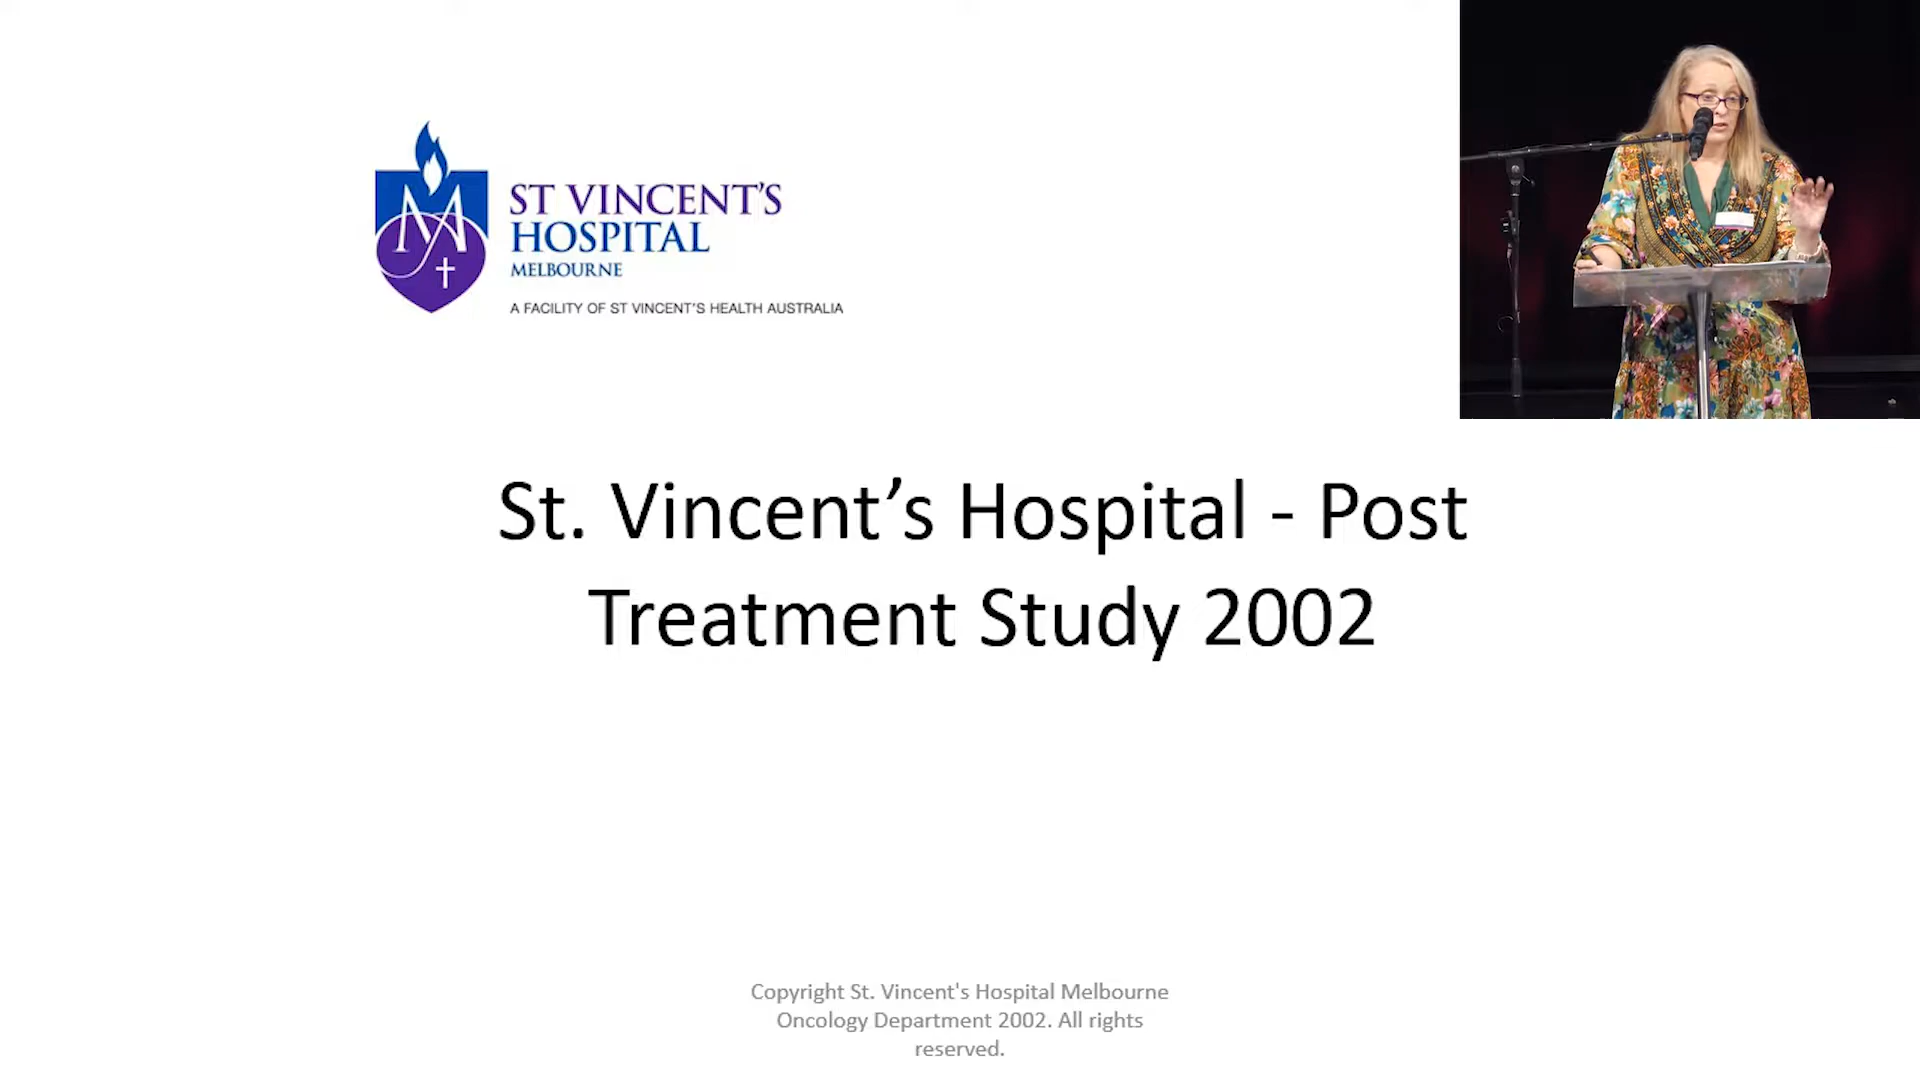 ST VINCENT'S
HOSPITAL
MELBOURNE
A FACILITY OF ST VINCENT'S HEALTH AUSTRALIA
St. Vincent’s Hospital - Post
Treatment Study 2002
Copyright St. Vincent's Hospital Melbourne
Oncology Department 2002. All rights
reserved.